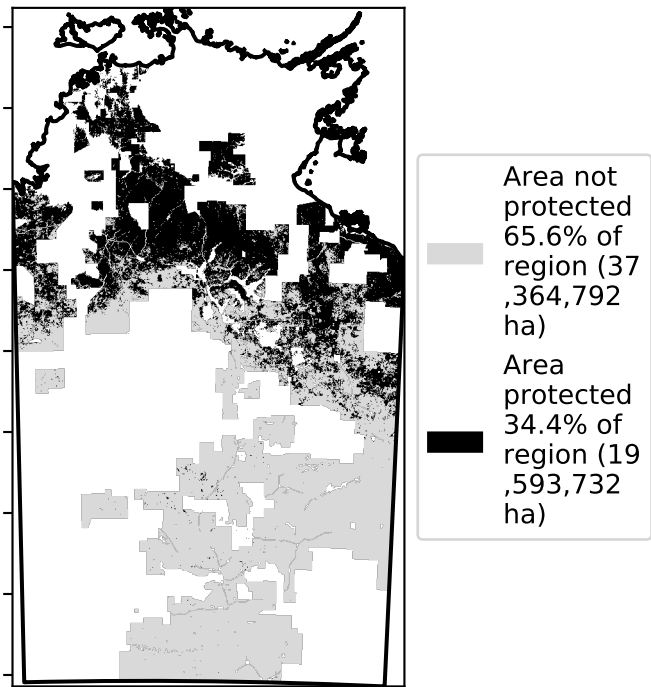 Area not
protected
65.6% of
region (37
,364,792
ha)
Area
protected
34.4% of
region (19
,593,732
ha)